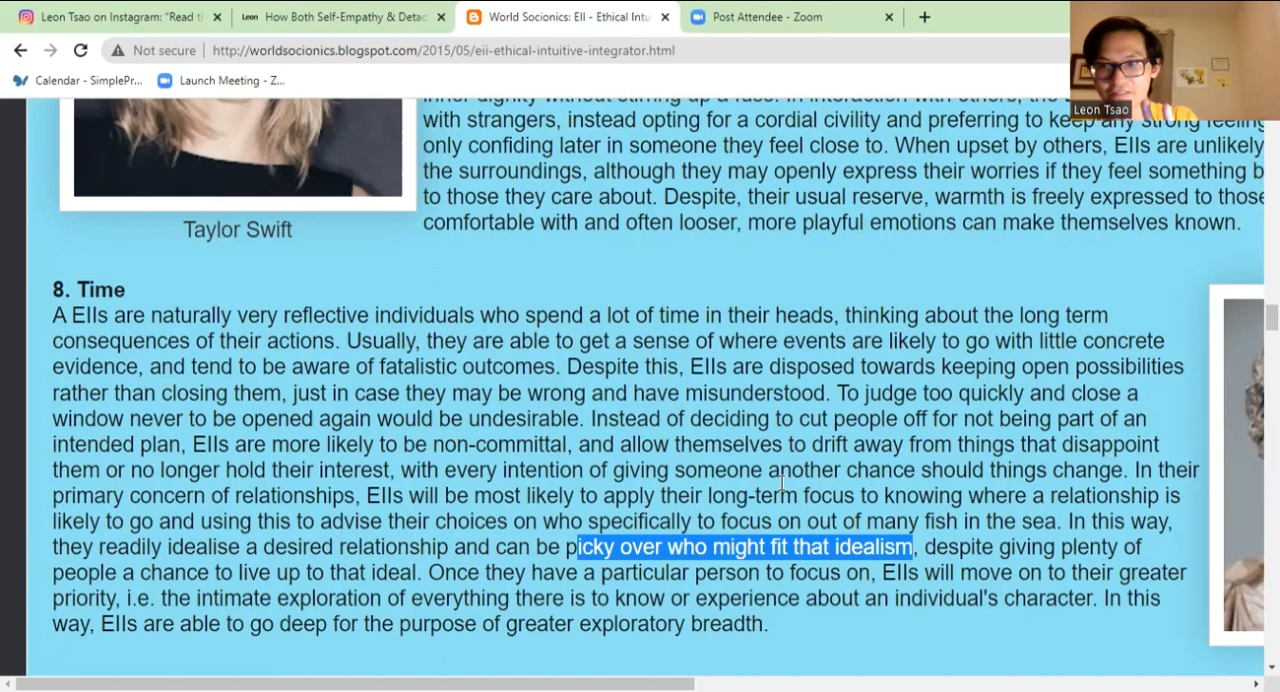 Leon Tsao on Instagram: "Read t
Leon How Both Self-Empathy & Detac
World Socionics: EII - Ethical Intu
Post Attendee - Zoom
Not secure http://worldsocionics.blogspot.com/2015/05/eii-ethical-intuitive-integrator.html
Calendar - SimplePr...
Launch Meeting - Z...
Leon Tsao
inner dignity without stirring up a fuss. In interaction with others,
with strangers, instead opting for a cordial civility and preferring to keep any strong feeling
only confiding later in someone they feel close to. When upset by others, EIIs are unlikely
the surroundings, although they may openly express their worries if they feel something b
to those they care about. Despite, their usual reserve, warmth is freely expressed to those
comfortable with and often looser, more playful emotions can make themselves known.
Taylor Swift
8. Time
A EIIs are naturally very reflective individuals who spend a lot of time in their heads, thinking about the long term
consequences of their actions. Usually, they are able to get a sense of where events are likely to go with little concrete
evidence, and tend to be aware of fatalistic outcomes. Despite this, EIIs are disposed towards keeping open possibilities
rather than closing them, just in case they may be wrong and have misunderstood. To judge too quickly and close a
window never to be opened again would be undesirable. Instead of deciding to cut people off for not being part of an
intended plan, EIIs are more likely to be non-committal, and allow themselves to drift away from things that disappoint
them or no longer hold their interest, with every intention of giving someone another chance should things change. In their
primary concern of relationships, EIIs will be most likely to apply their long-term focus to knowing where a relationship is
likely to go and using this to advise their choices on who specifically to focus on out of many fish in the sea. In this way,
they readily idealise a desired relationship and can be picky over who might fit that idealism, despite giving plenty of
people a chance to live up to that ideal. Once they have a particular person to focus on, EIIs will move on to their greater
priority, i.e. the intimate exploration of everything there is to know or experience about an individual's character. In this
way, EIIs are able to go deep for the purpose of greater exploratory breadth.